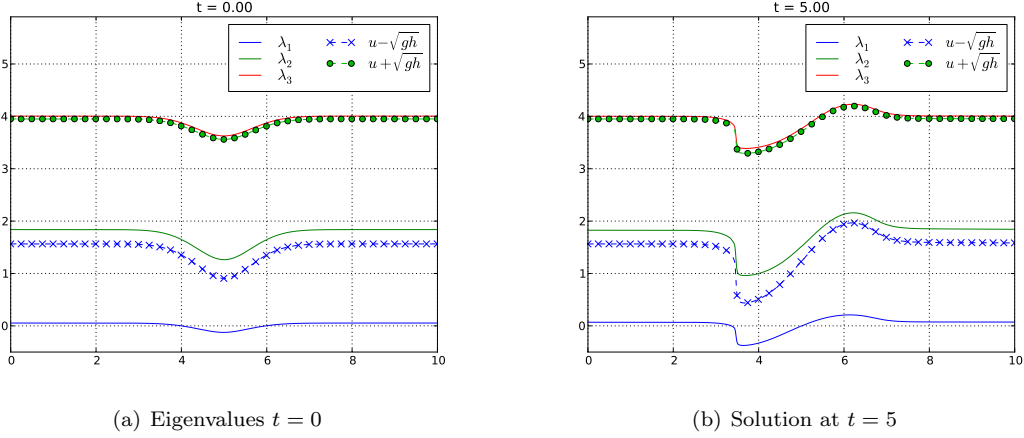 t = 0.00
λ₁
λ₂
λ₃
u−√gh
u+√gh
5
4
3
2
1
0
0 2 4 6 8 10
(a) Eigenvalues t = 0
t = 5.00
λ₁
λ₂
λ₃
u−√gh
u+√gh
5
4
3
2
1
0
0 2 4 6 8 10
(b) Solution at t = 5